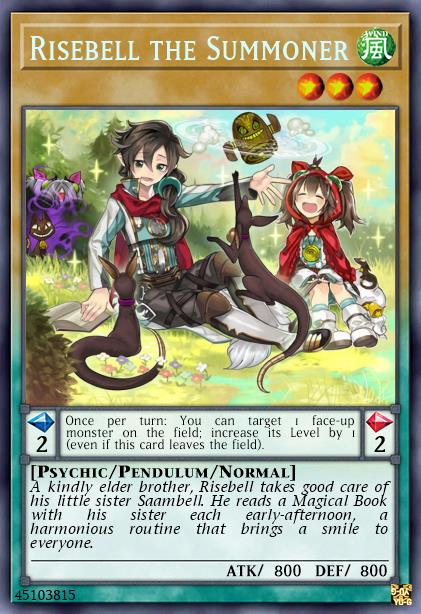 Risebell the Summoner
WIND
風
2
Once per turn: You can target 1 face-up
monster on the field; increase its Level by 1
(even if this card leaves the field).
2
[Psychic/Pendulum/Normal]
A kindly elder brother, Risebell takes good care of
his little sister Saambell. He reads a Magical Book
with his sister each early-afternoon, a
harmonious routine that brings a smile to
everyone.
ATK/ 800 DEF/ 800
45103815